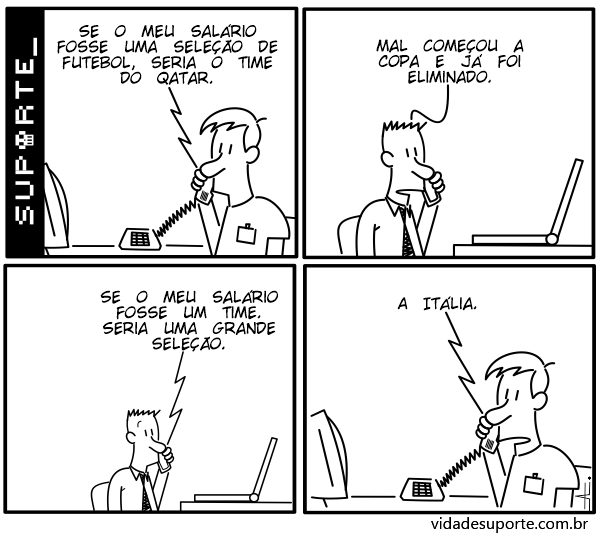 SUPORTE_
SE O MEU SALÁRIO
FOSSE UMA SELEÇÃO DE
FUTEBOL, SERIA O TIME
DO QATAR.
MAL COMEÇOU A
COPA E JÁ FOI
ELIMINADO.
SE O MEU SALÁRIO
FOSSE UM TIME.
SERIA UMA GRANDE
SELEÇÃO.
A ITÁLIA.
vidadesuporte.com.br